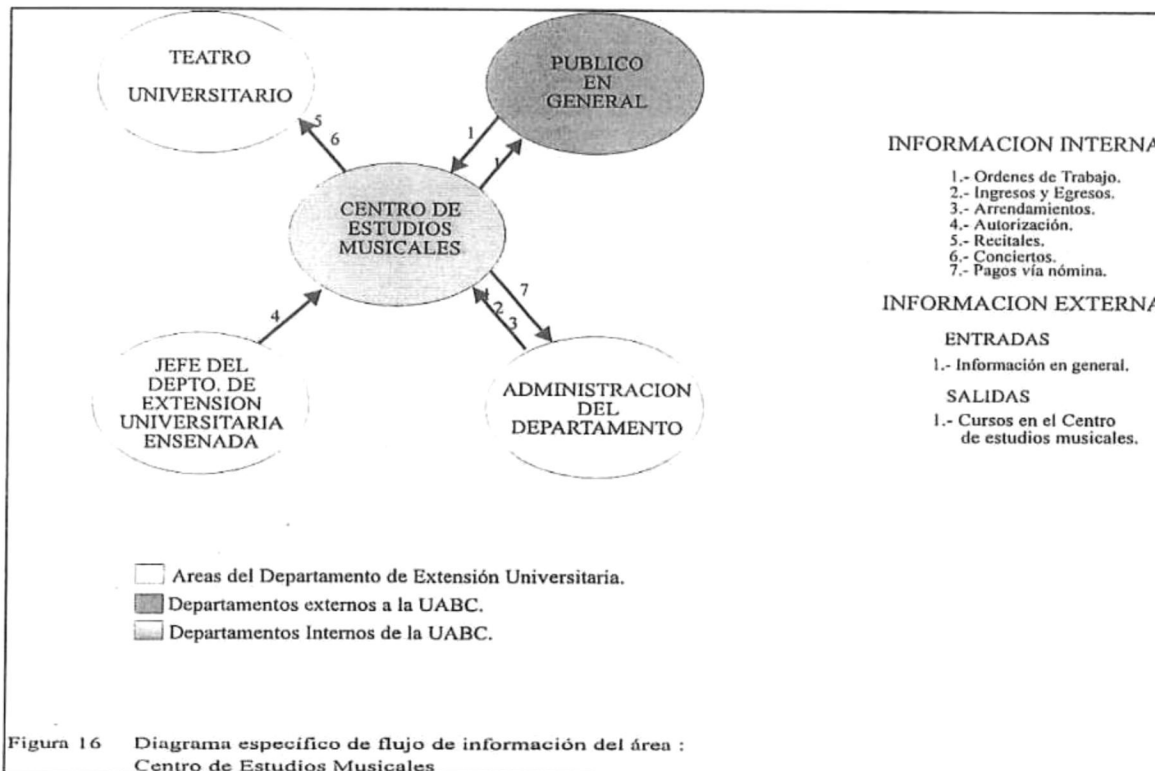 TEATRO
UNIVERSITARIO
PUBLICO
EN
GENERAL
5
6
1
1
CENTRO DE
ESTUDIOS
MUSICALES
4
7
1
2
3
JEFE DEL
DEPTO. DE
EXTENSION
UNIVERSITARIA
ENSENADA
ADMINISTRACION
DEL
DEPARTAMENTO
INFORMACION INTERNA
1.- Ordenes de Trabajo.
2.- Ingresos y Egresos.
3.- Arrendamientos.
4.- Autorización.
5.- Recitales.
6.- Conciertos.
7.- Pagos vía nómina.
INFORMACION EXTERNA
ENTRADAS
1.- Información en general.
SALIDAS
1.- Cursos en el Centro
de estudios musicales.
Areas del Departamento de Extensión Universitaria.
Departamentos externos a la UABC.
Departamentos Internos de la UABC.
Figura 16 Diagrama específico de flujo de información del área :
Centro de Estudios Musicales